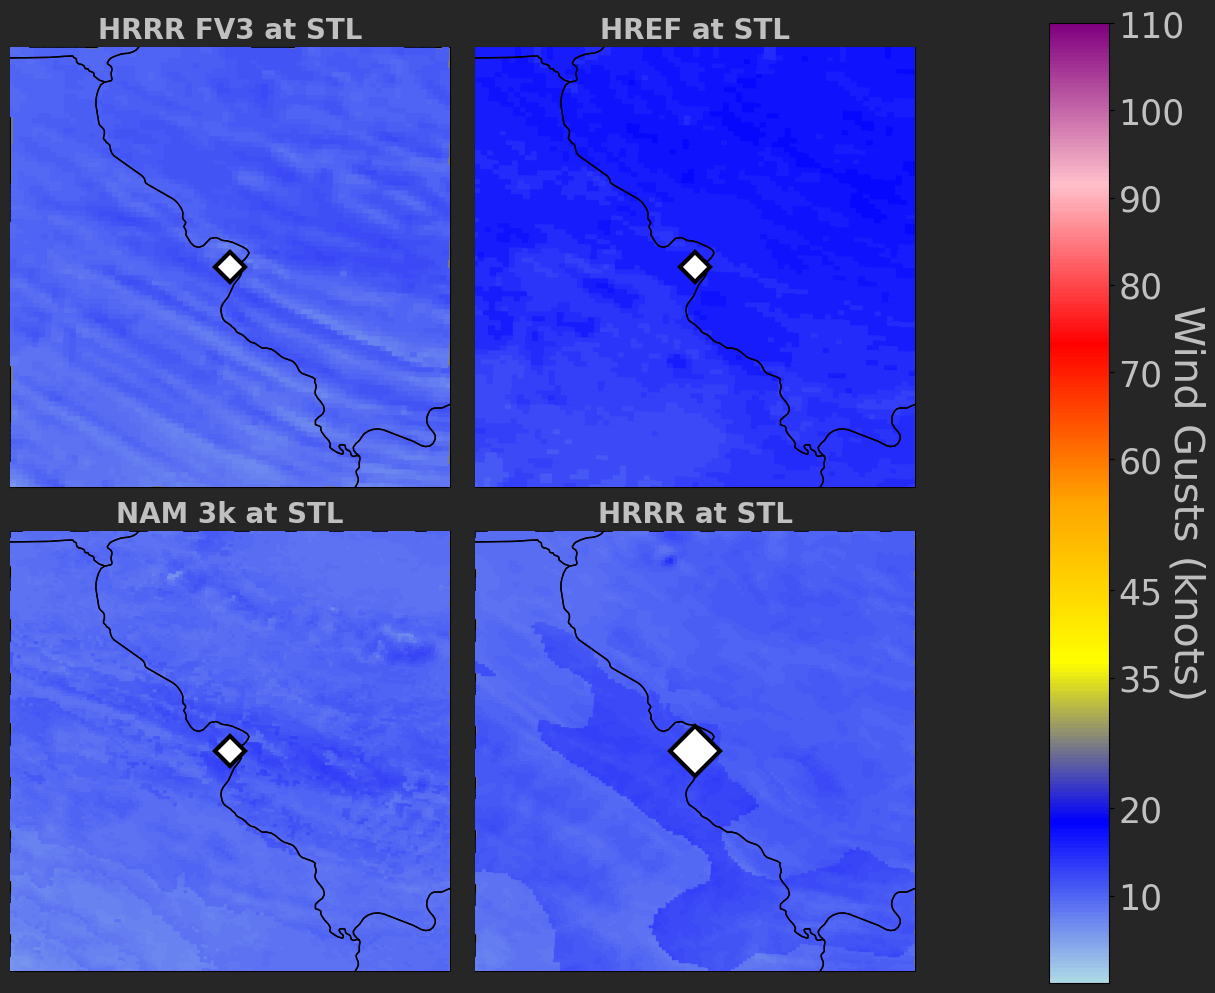 HRRR FV3 at STL
HREF at STL
NAM 3k at STL
HRRR at STL
110
100
90
80
70
60
45
35
20
10
Wind Gusts (knots)